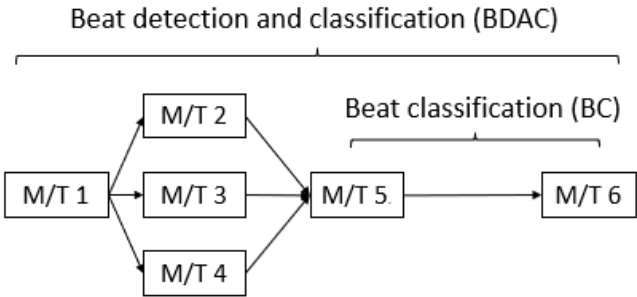 Beat detection and classification (BDAC)
Beat classification (BC)
M/T 2
M/T 1
M/T 3
M/T 5.
M/T 6
M/T 4